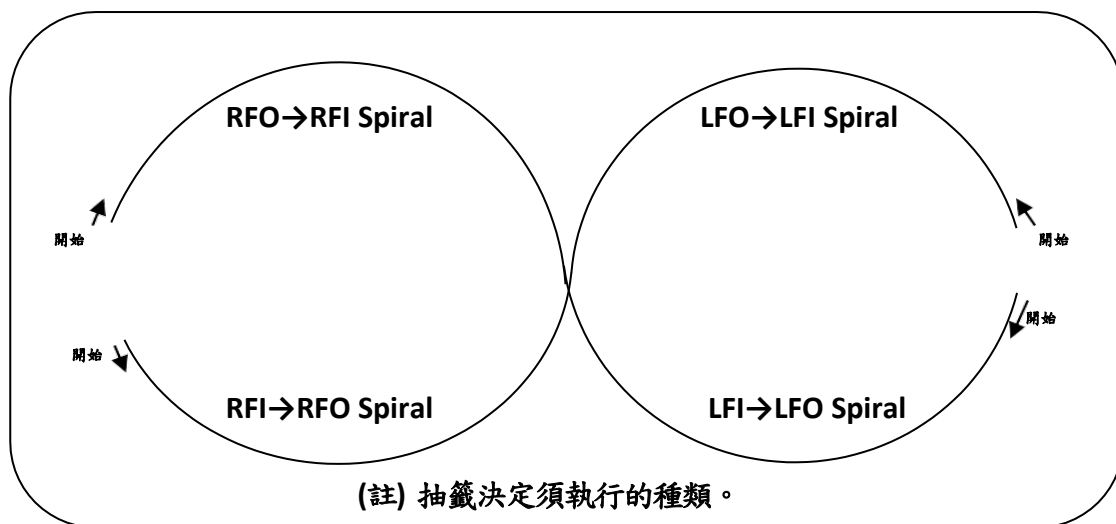 RFO→RFI Spiral
LFO→LFI Spiral
開始
開始
開始
開始
RFI→RFO Spiral
LFI→LFO Spiral
(註) 抽籤決定須執行的種類。